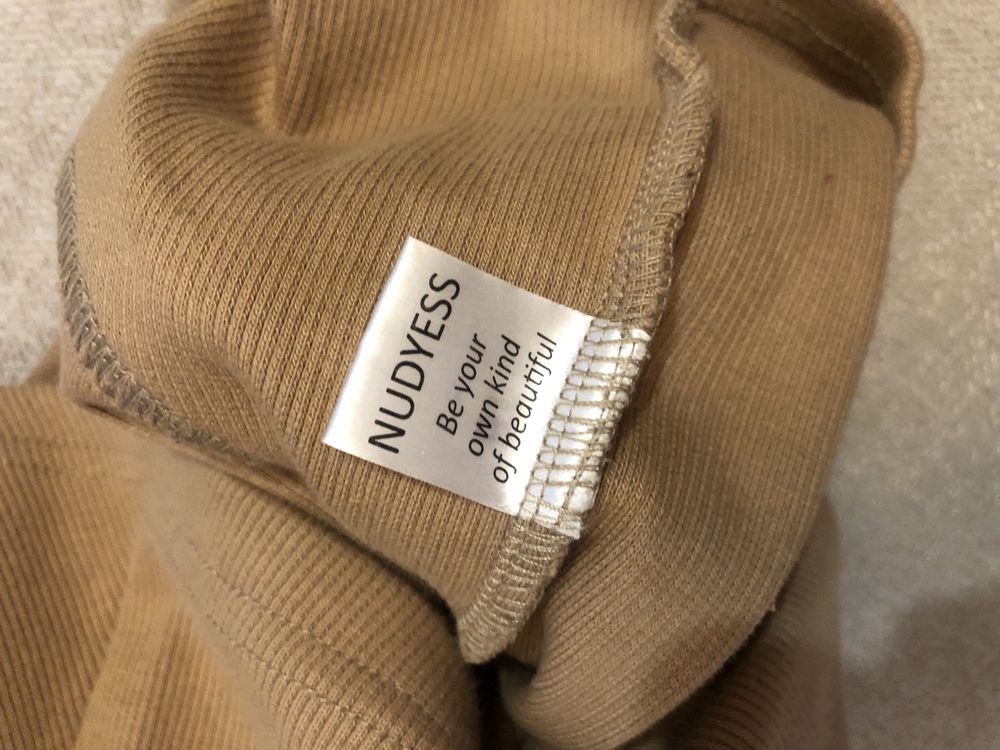 NUDYESS
Be your
own kind
of beautiful